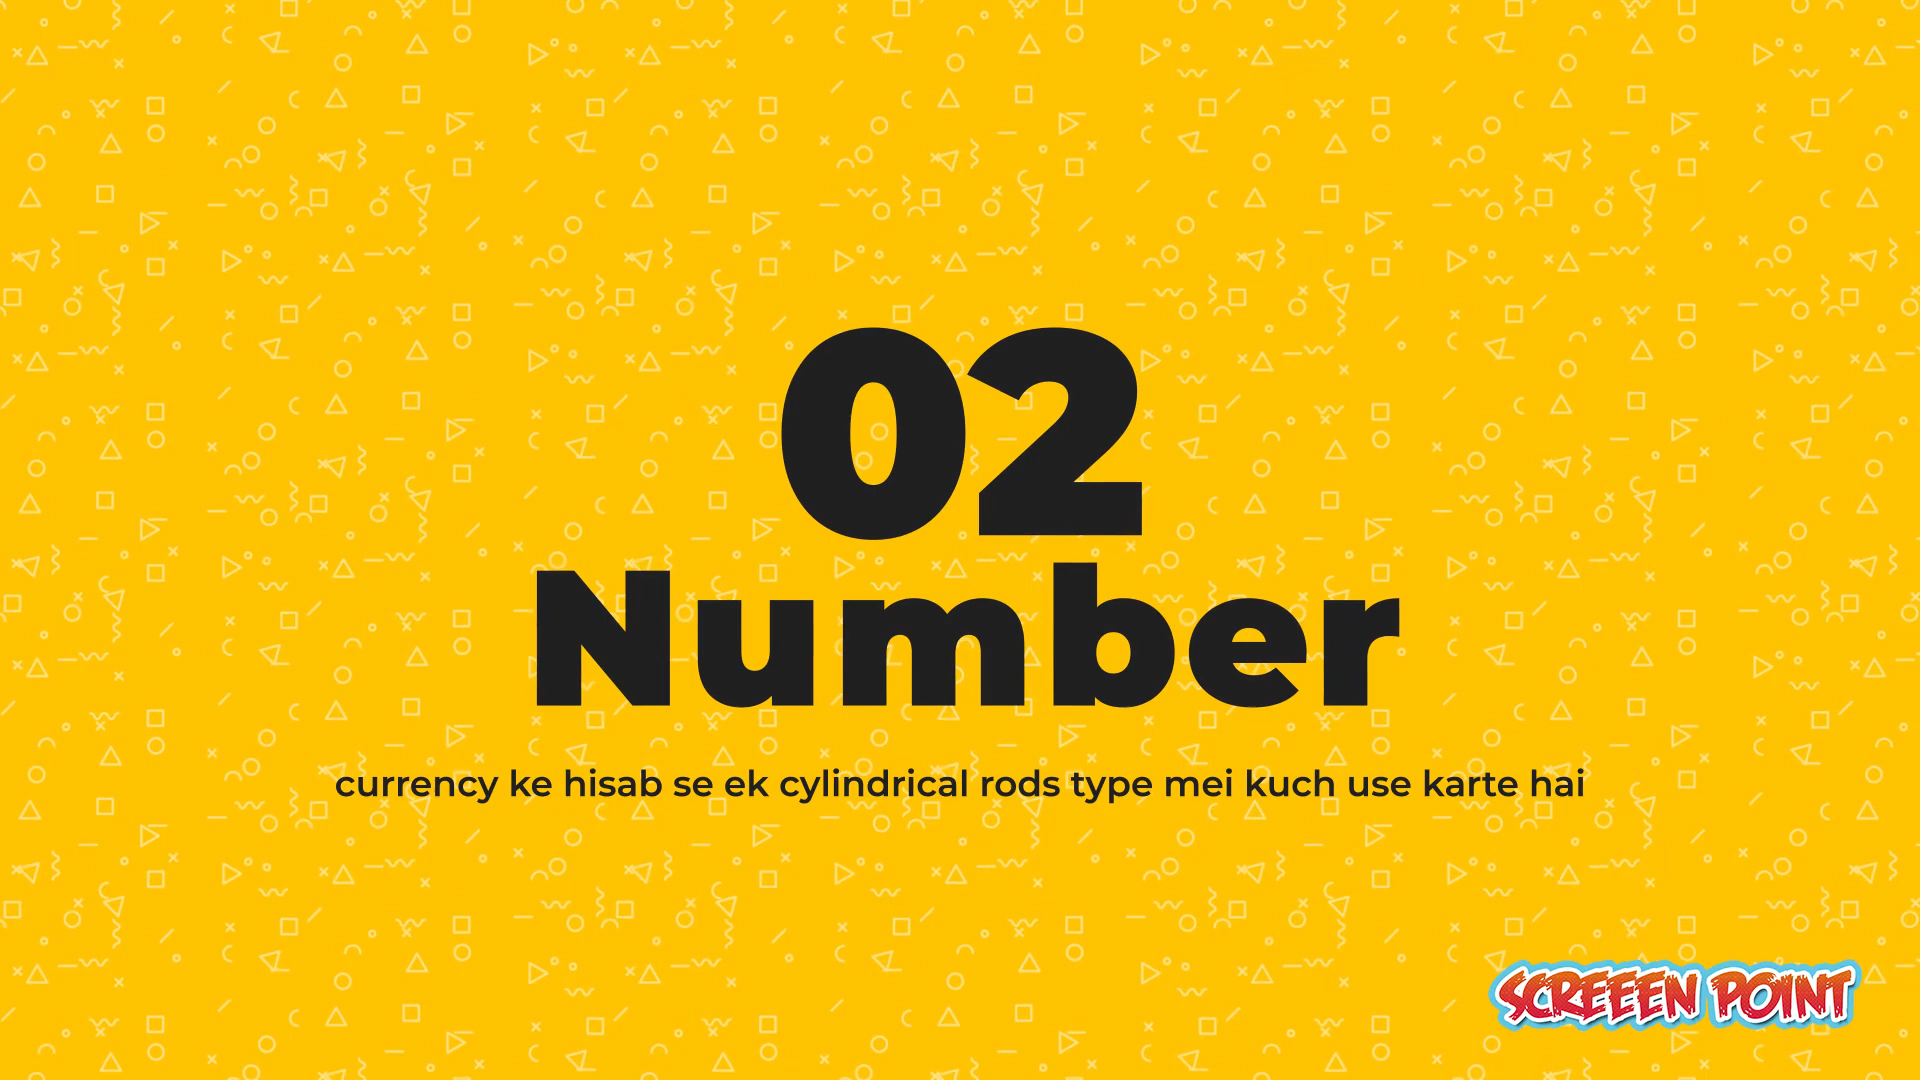 02
Number
currency ke hisab se ek cylindrical rods type mei kuch use karte hai
SCREEEN POINT